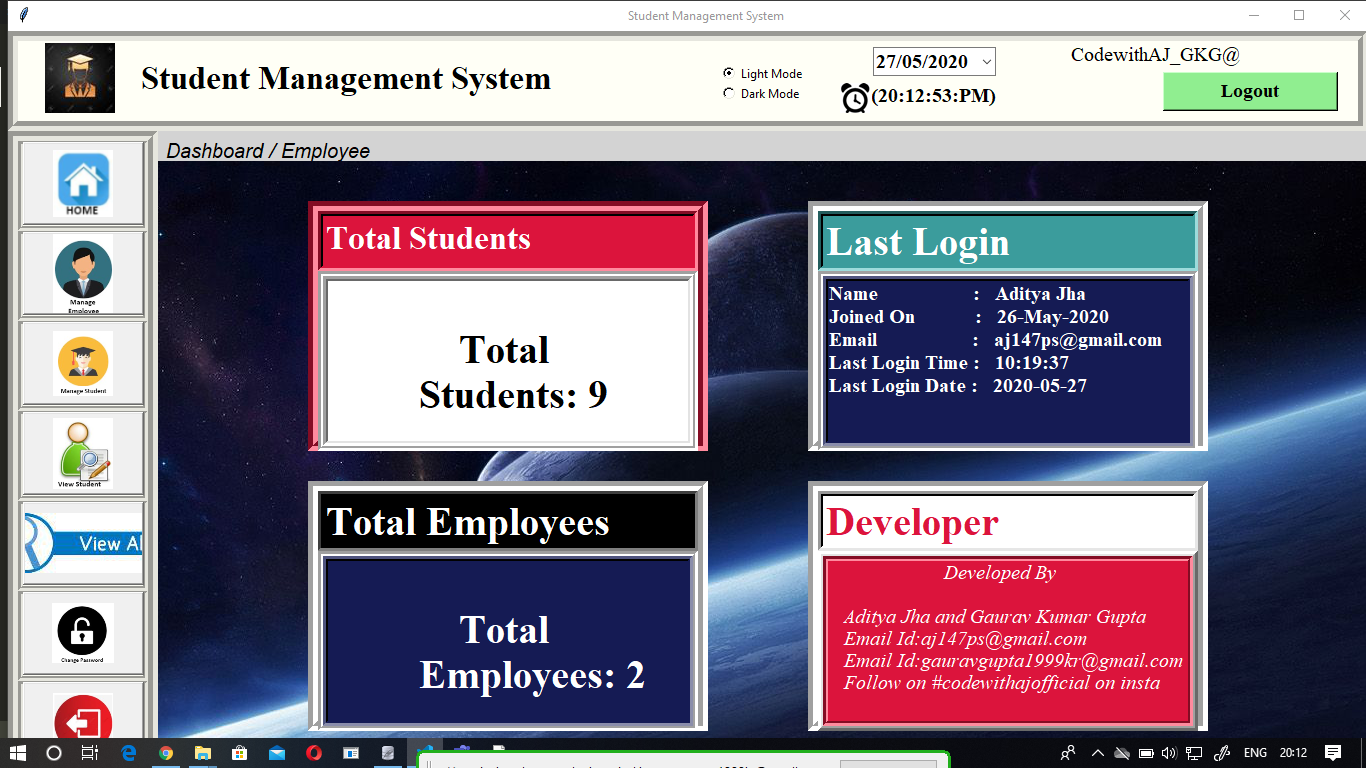 Student Management System
Student Management System
Light Mode
Dark Mode
27/05/2020
(20:12:53:PM)
CodewithAJ_GKG@
Logout
Dashboard / Employee
HOME
Manage
Employee
Manage Student
View Student
View Al
Change Password
Total Students
Total
Students: 9
Last Login
Name : Aditya Jha
Joined On : 26-May-2020
Email : aj147ps@gmail.com
Last Login Time : 10:19:37
Last Login Date : 2020-05-27
Total Employees
Total
Employees: 2
Developer
Developed By
Aditya Jha and Gaurav Kumar Gupta
Email Id:aj147ps@gmail.com
Email Id:gauravgupta1999kr@gmail.com
Follow on #codewithajofficial on insta
ENG 20:12